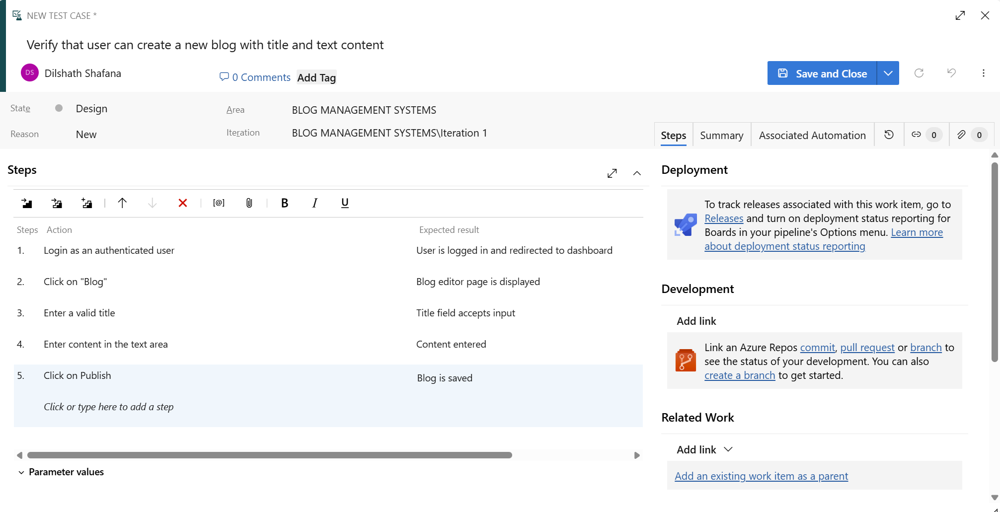 NEW TEST CASE *
Verify that user can create a new blog with title and text content
DS
Dilshath Shafana
0 Comments
Add Tag
Save and Close
State
Design
Area
BLOG MANAGEMENT SYSTEMS
Reason
New
Iteration
BLOG MANAGEMENT SYSTEMS\Iteration 1
Steps
Summary
Associated Automation
0
0
Steps
[@]
B
I
U
Steps Action Expected result
1. Login as an authenticated user User is logged in and redirected to dashboard
2. Click on "Blog" Blog editor page is displayed
3. Enter a valid title Title field accepts input
4. Enter content in the text area Content entered
5. Click on Publish Blog is saved
Click or type here to add a step
Parameter values
Deployment
To track releases associated with this work item, go to
Releases and turn on deployment status reporting for
Boards in your pipeline's Options menu. Learn more
about deployment status reporting
Development
Add link
Link an Azure Repos commit, pull request or branch to
see the status of your development. You can also
create a branch to get started.
Related Work
Add link
Add an existing work item as a parent